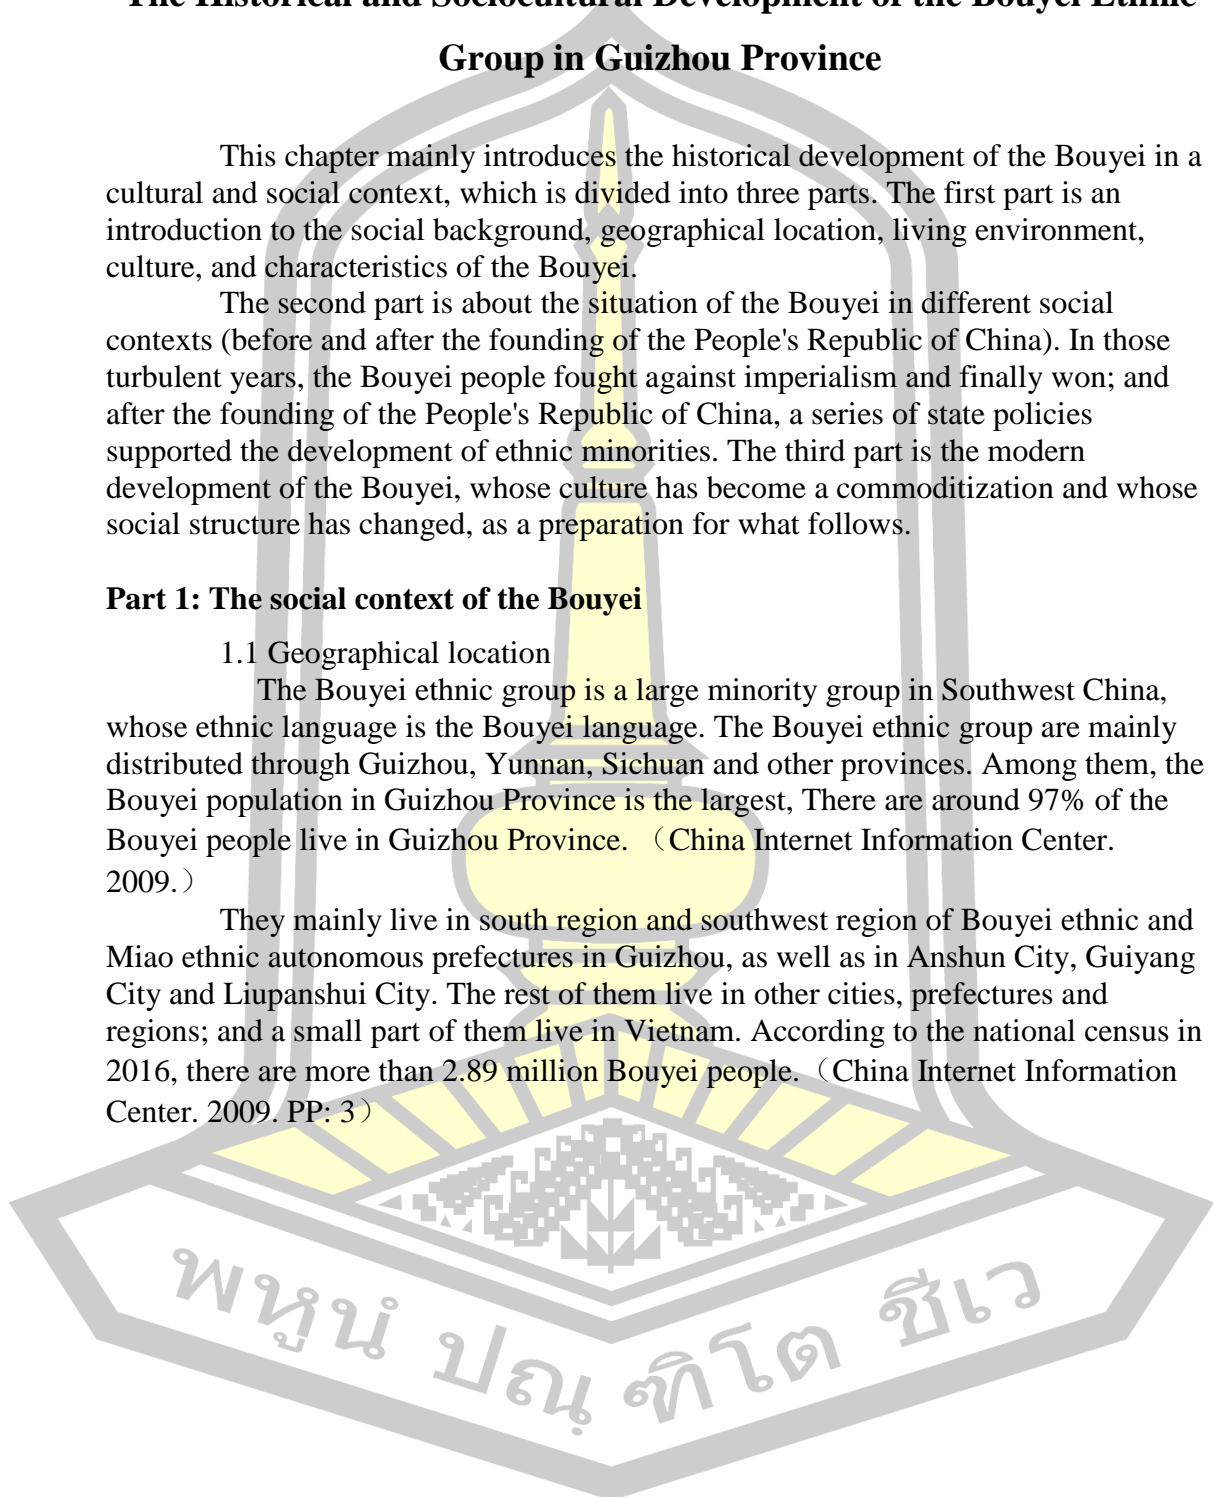 The Historical and Sociocultural Development of the Bouyei Ethnic
Group in Guizhou Province
This chapter mainly introduces the historical development of the Bouyei in a
cultural and social context, which is divided into three parts. The first part is an
introduction to the social background, geographical location, living environment,
culture, and characteristics of the Bouyei.
The second part is about the situation of the Bouyei in different social
contexts (before and after the founding of the People's Republic of China). In those
turbulent years, the Bouyei people fought against imperialism and finally won; and
after the founding of the People's Republic of China, a series of state policies
supported the development of ethnic minorities. The third part is the modern
development of the Bouyei, whose culture has become a commoditization and whose
social structure has changed, as a preparation for what follows.
Part 1: The social context of the Bouyei
1.1 Geographical location
The Bouyei ethnic group is a large minority group in Southwest China,
whose ethnic language is the Bouyei language. The Bouyei ethnic group are mainly
distributed through Guizhou, Yunnan, Sichuan and other provinces. Among them, the
Bouyei population in Guizhou Province is the largest, There are around 97% of the
Bouyei people live in Guizhou Province. （China Internet Information Center.
2009.）
They mainly live in south region and southwest region of Bouyei ethnic and
Miao ethnic autonomous prefectures in Guizhou, as well as in Anshun City, Guiyang
City and Liupanshui City. The rest of them live in other cities, prefectures and
regions; and a small part of them live in Vietnam. According to the national census in
2016, there are more than 2.89 million Bouyei people.（China Internet Information
Center. 2009. PP: 3）
พหูนํ ปณฺฑิโต ชีเว